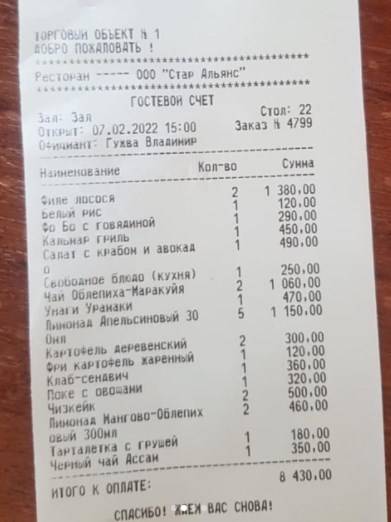 ТОРГОВЫЙ ОБЪЕКТ N 1
ДОБРО ПОЖАЛОВАТЬ !
Ресторан ----- ООО "Стар Альянс"
ГОСТЕВОЙ СЧЕТ
Зал: Зал Стол: 22
Открыт: 07.02.2022 15:00 Заказ N 4799
Официант: Гужва Владимир
Наименование Кол-во Сумма
Филе лосося 2 1 380,00
Белый рис 1 120,00
Фо Бо с говядиной 1 290,00
Кальмар гриль 1 450,00
Салат с крабом и авокад 1 490,00
о
Свободное блюдо (кухня) 1 250,00
Чай Облепиха-Маракуйя 2 1 060,00
Унаги Урамаки 1 470,00
Лимонад Апельсиновый 30 5 1 150,00
0мл
Картофель деревенский 2 300,00
Фри картофель жаренный 1 120,00
Клаб-сендвич 1 360,00
Поке с овощами 1 320,00
Чизкейк 2 500,00
Лимонад Мангово-Облепих 2 460,00
овый 300мл
Тарталетка с грушей 1 180,00
Черный чай Ассам 1 350,00
ИТОГО К ОПЛАТЕ: 8 430,00
СПАСИБО! ЖДЕМ ВАС СНОВА!